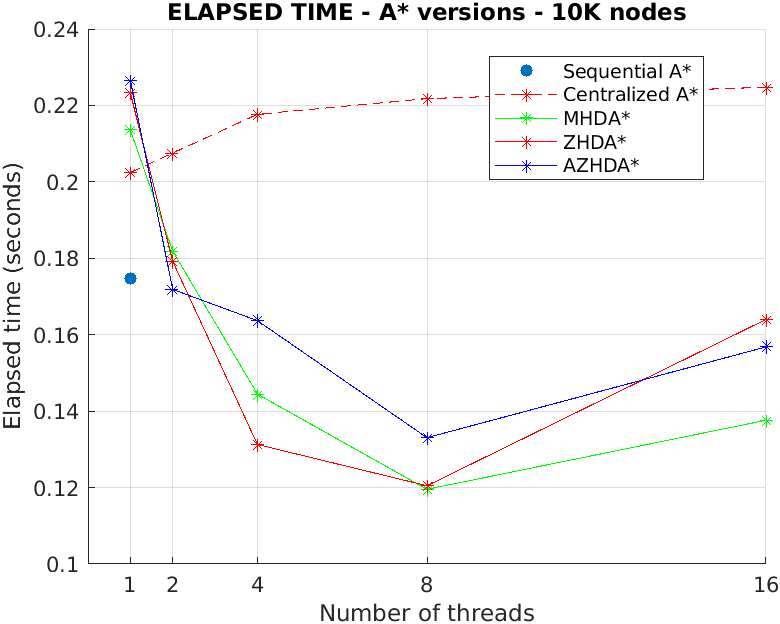 ELAPSED TIME - A* versions - 10K nodes
0.24
0.22
0.2
0.18
0.16
0.14
0.12
0.1
Elapsed time (seconds)
Sequential A*
Centralized A*
MHDA*
ZHDA*
AZHDA*
1 2 4 8 16
Number of threads